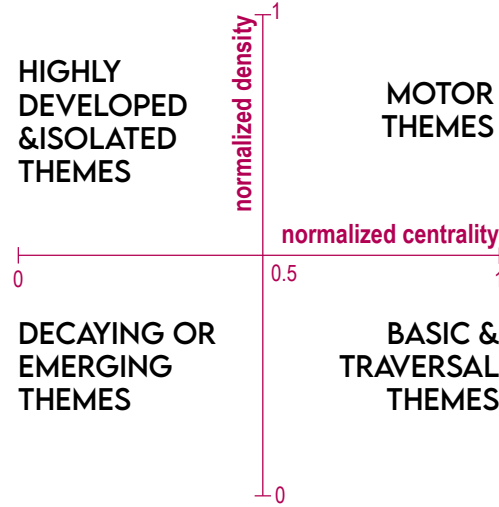 1
normalized density
HIGHLY
DEVELOPED
&ISOLATED
THEMES
MOTOR
THEMES
normalized centrality
0
0.5
1
DECAYING OR
EMERGING
THEMES
BASIC &
TRAVERSAL
THEMES
0